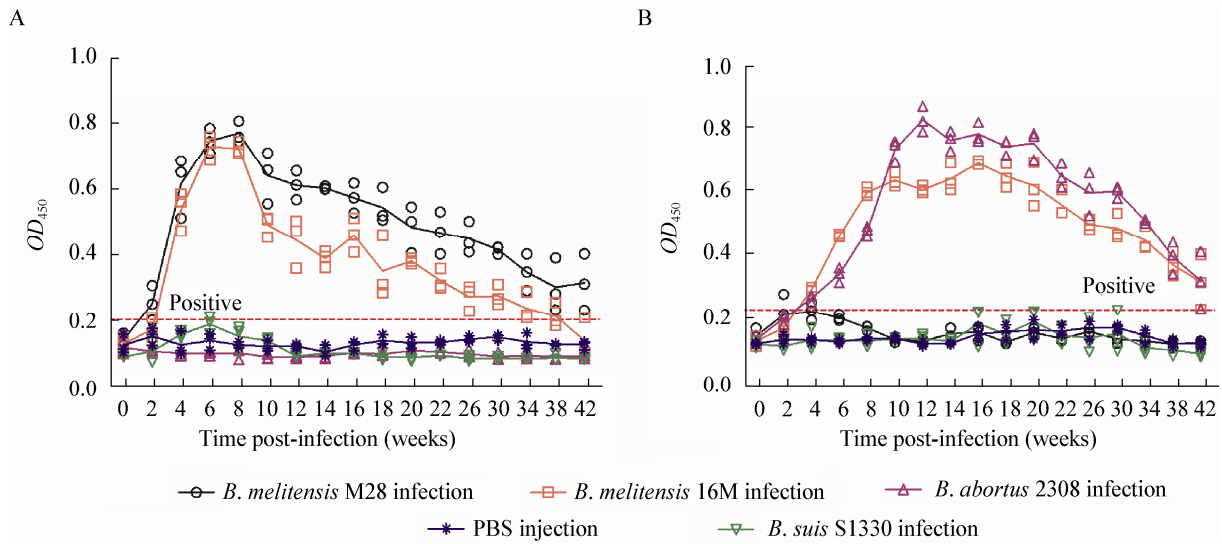 A
B
1.0
0.8
0.6
0.4
0.2
0.0
OD450
Positive
0 2 4 6 8 10 12 14 16 18 20 22 26 30 34 38 42
Time post-infection (weeks)
1.0
0.8
0.6
0.4
0.2
0.0
OD450
Positive
0 2 4 6 8 10 12 14 16 18 20 22 26 30 34 38 42
Time post-infection (weeks)
B. melitensis M28 infection B. melitensis 16M infection B. abortus 2308 infection
PBS injection B. suis S1330 infection